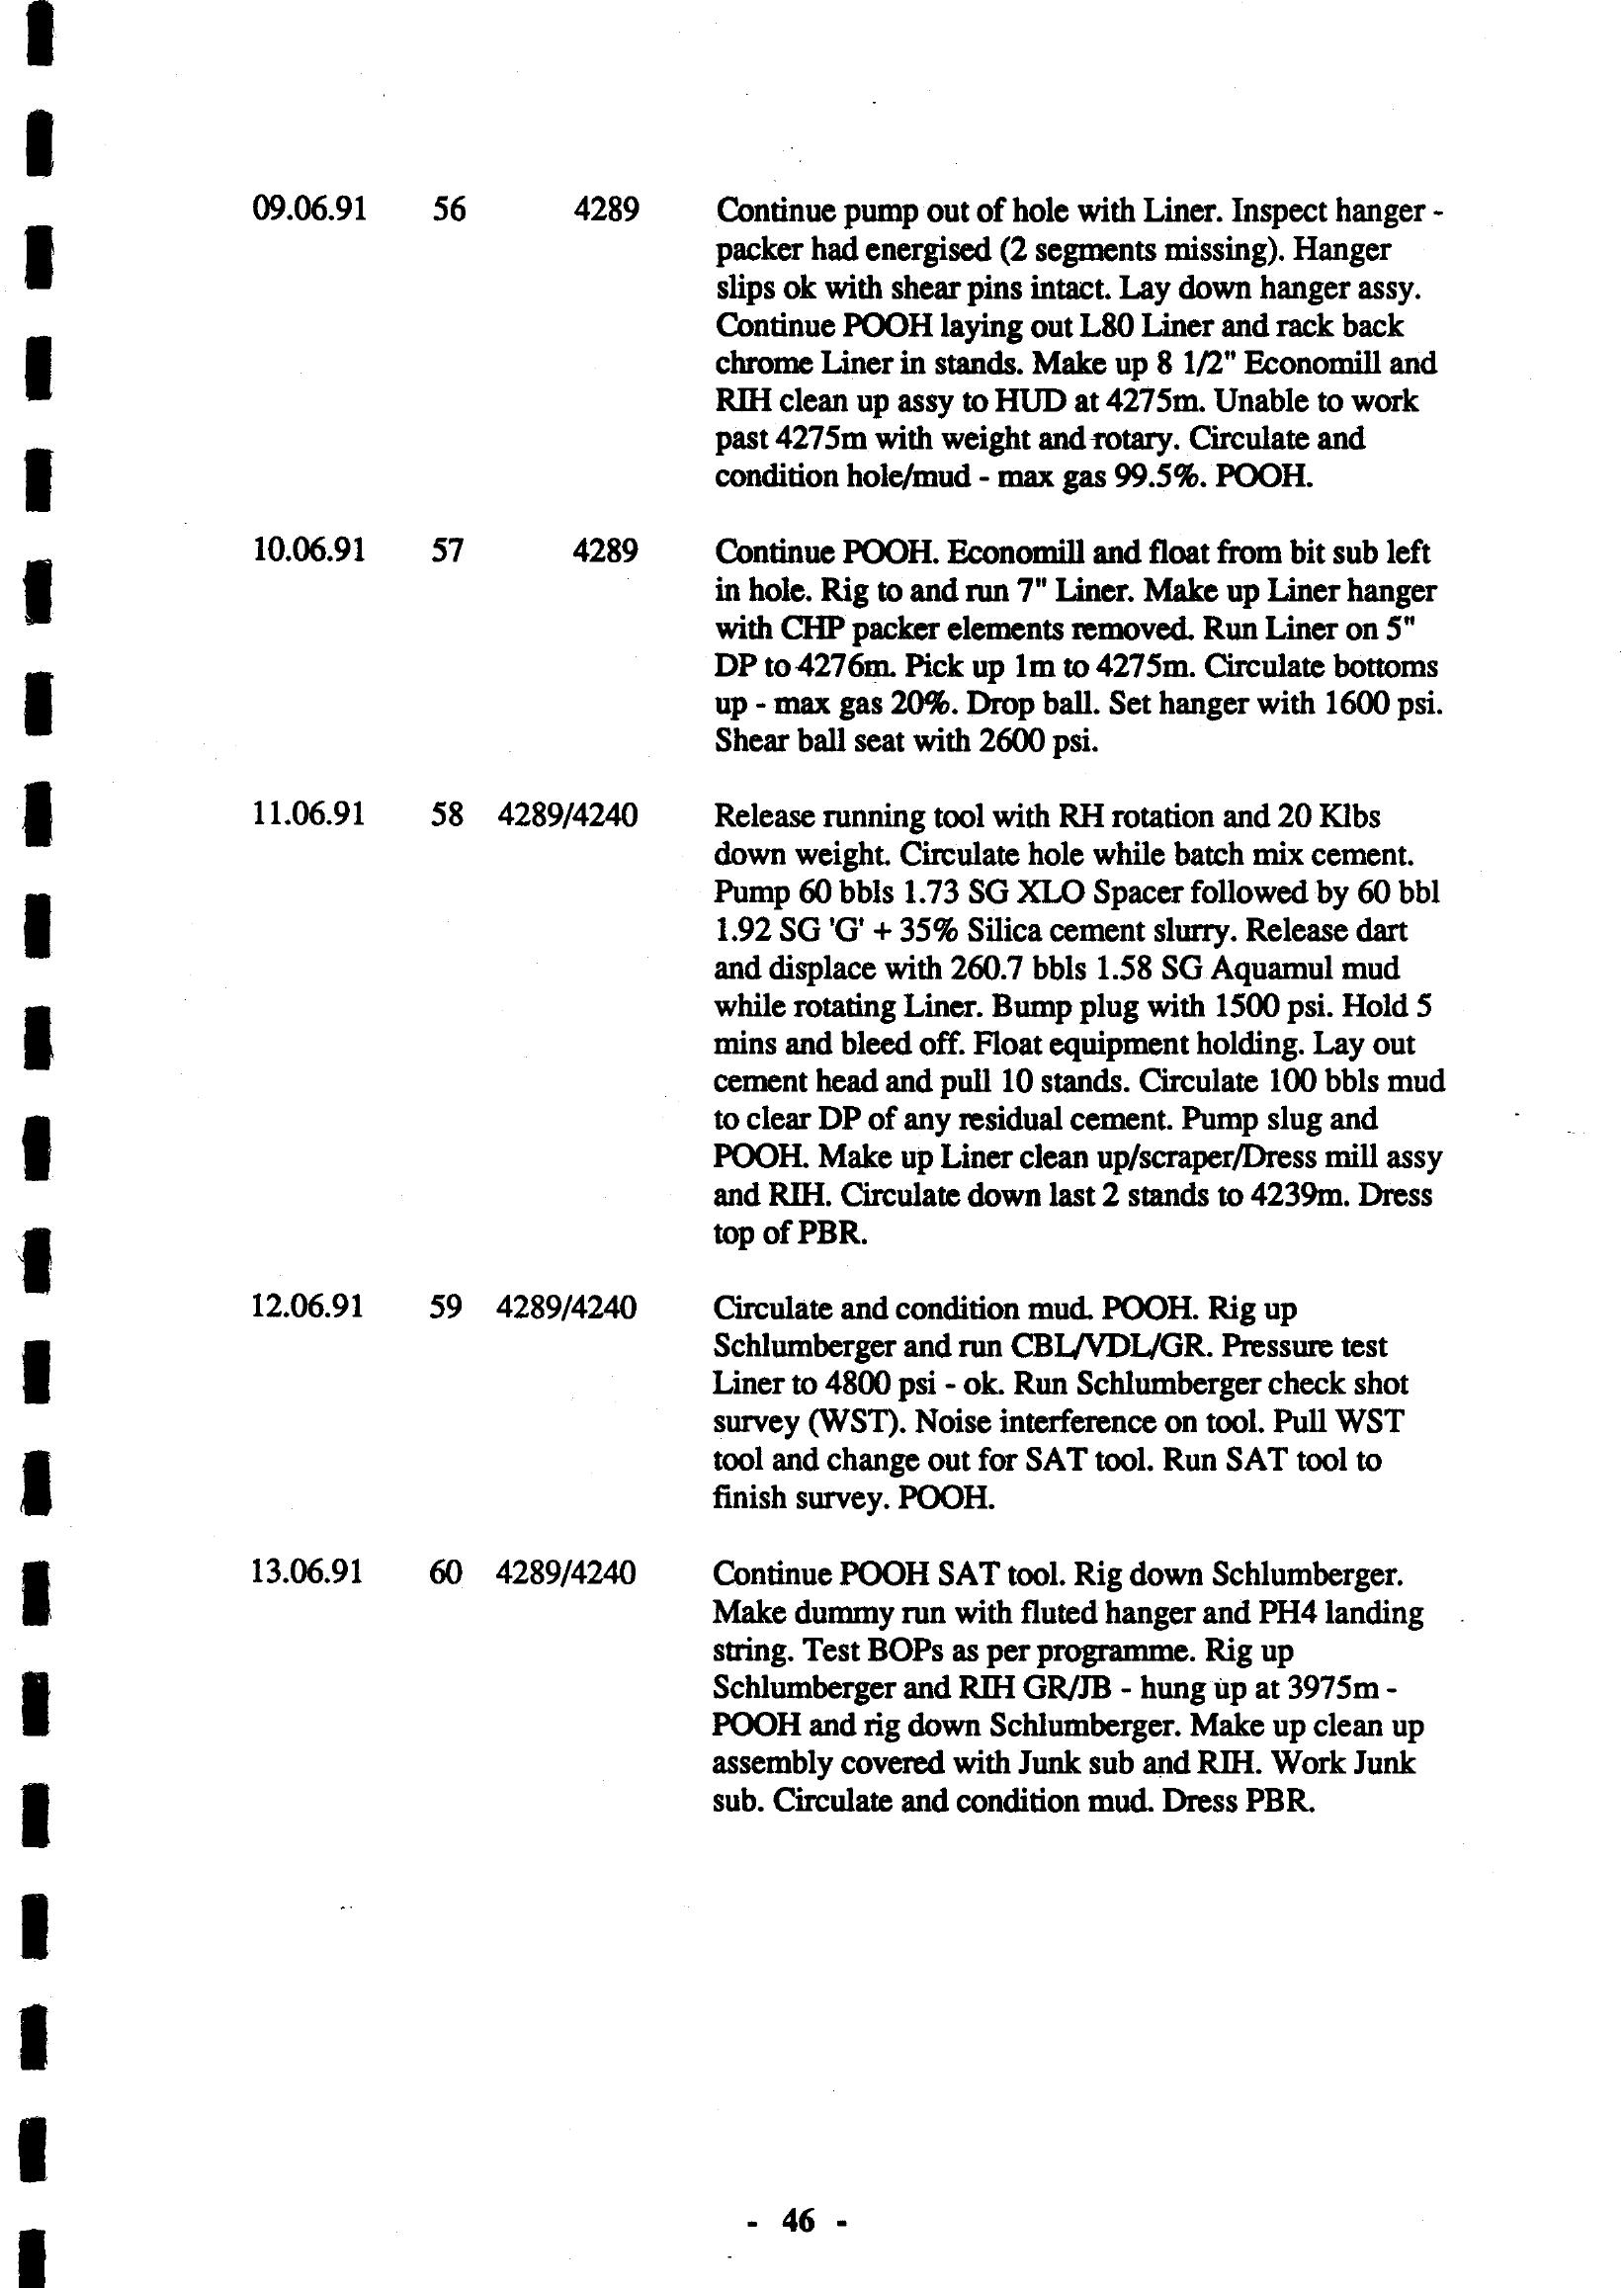 09.06.91 56 4289 Continue pump out of hole with Liner. Inspect hanger -
packer had energised (2 segments missing). Hanger
slips ok with shear pins intact. Lay down hanger assy.
Continue POOH laying out L80 Liner and rack back
chrome Liner in stands. Make up 8 1/2" Economill and
RIH clean up assy to HUD at 4275m. Unable to work
past 4275m with weight and rotary. Circulate and
condition hole/mud - max gas 99.5%. POOH.
10.06.91 57 4289 Continue POOH. Economill and float from bit sub left
in hole. Rig to and run 7" Liner. Make up Liner hanger
with CHP packer elements removed. Run Liner on 5"
DP to 4276m. Pick up 1m to 4275m. Circulate bottoms
up - max gas 20%. Drop ball. Set hanger with 1600 psi.
Shear ball seat with 2600 psi.
11.06.91 58 4289/4240 Release running tool with RH rotation and 20 Klbs
down weight. Circulate hole while batch mix cement.
Pump 60 bbls 1.73 SG XLO Spacer followed by 60 bbl
1.92 SG 'G' + 35% Silica cement slurry. Release dart
and displace with 260.7 bbls 1.58 SG Aquamul mud
while rotating Liner. Bump plug with 1500 psi. Hold 5
mins and bleed off. Float equipment holding. Lay out
cement head and pull 10 stands. Circulate 100 bbls mud
to clear DP of any residual cement. Pump slug and
POOH. Make up Liner clean up/scraper/Dress mill assy
and RIH. Circulate down last 2 stands to 4239m. Dress
top of PBR.
12.06.91 59 4289/4240 Circulate and condition mud. POOH. Rig up
Schlumberger and run CBL/VDL/GR. Pressure test
Liner to 4800 psi - ok. Run Schlumberger check shot
survey (WST). Noise interference on tool. Pull WST
tool and change out for SAT tool. Run SAT tool to
finish survey. POOH.
13.06.91 60 4289/4240 Continue POOH SAT tool. Rig down Schlumberger.
Make dummy run with fluted hanger and PH4 landing
string. Test BOPs as per programme. Rig up
Schlumberger and RIH GR/JB - hung up at 3975m -
POOH and rig down Schlumberger. Make up clean up
assembly covered with Junk sub and RIH. Work Junk
sub. Circulate and condition mud. Dress PBR.
- 46 -